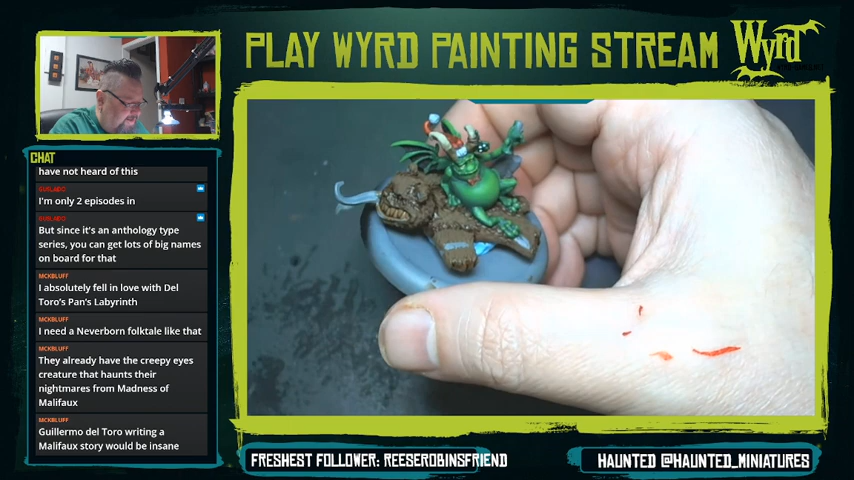 PLAY WYRD PAINTING STREAM
Wyrd
CHAT
have not heard of this
GUSLADO
I'm only 2 episodes in
GUSLADO
But since it's an anthology type
series, you can get lots of big names
on board for that
MCKBLUFF
I absolutely fell in love with Del
Toro's Pan's Labyrinth
MCKBLUFF
I need a Neverborn folktale like that
MCKBLUFF
They already have the creepy eyes
creature that haunts their
nightmares from Madness of
Malifaux
MCKBLUFF
Guillermo del Toro writing a
Malifaux story would be insane
FRESHEST FOLLOWER: REESEROBINSFRIEND
HAUNTED @HAUNTED_MINIATURES